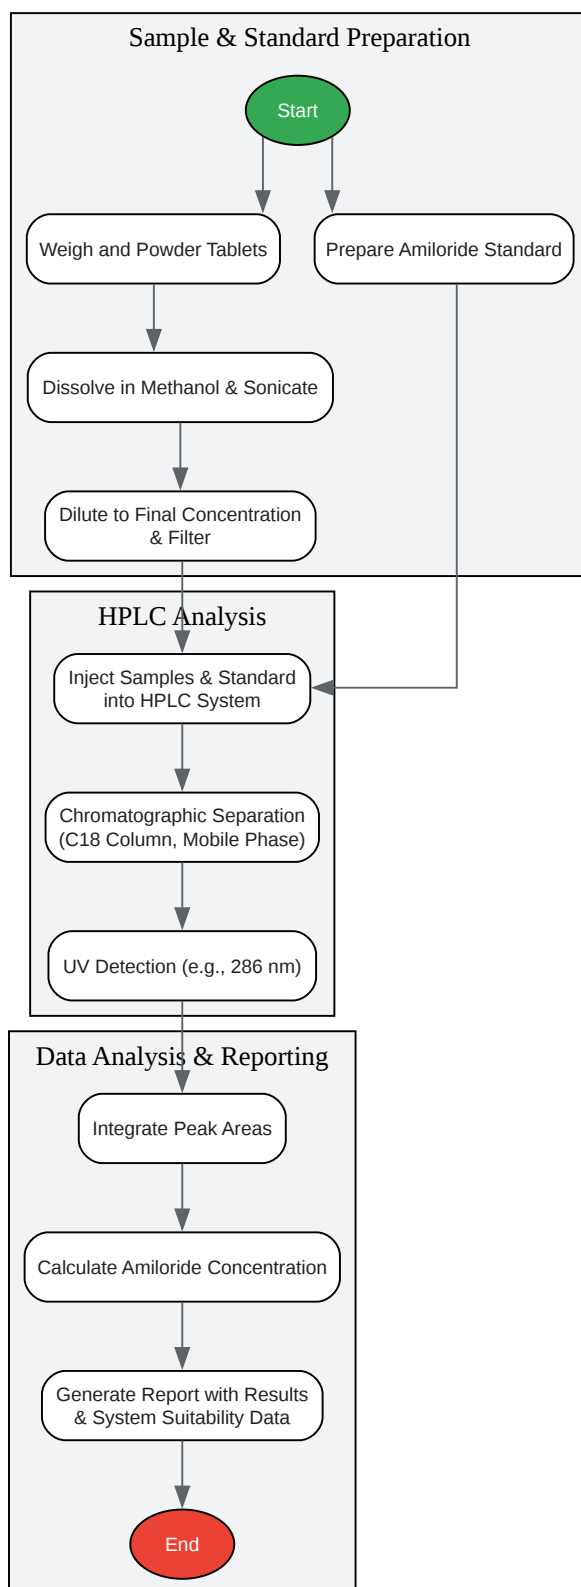 Sample & Standard Preparation
Start
Weigh and Powder Tablets
Prepare Amiloride Standard
Dissolve in Methanol & Sonicate
Dilute to Final Concentration
& Filter
HPLC Analysis
Inject Samples & Standard
into HPLC System
Chromatographic Separation
(C18 Column, Mobile Phase)
UV Detection (e.g., 286 nm)
Data Analysis & Reporting
Integrate Peak Areas
Calculate Amiloride Concentration
Generate Report with Results
& System Suitability Data
End